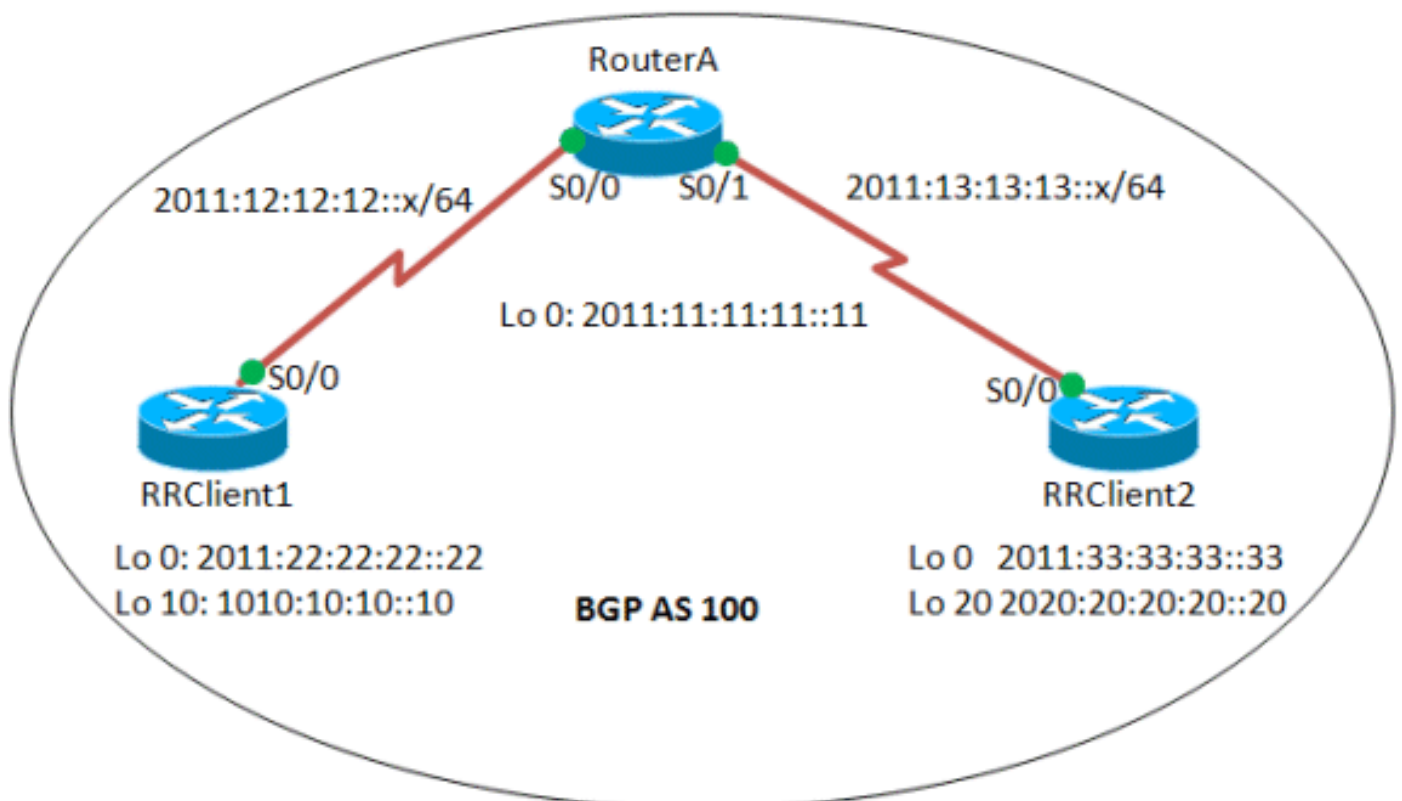 RouterA
2011:12:12:12::x/64
S0/0
S0/1
2011:13:13:13::x/64
Lo 0: 2011:11:11:11::11
S0/0
S0/0
RRClient1
RRClient2
Lo 0: 2011:22:22:22::22
Lo 10: 1010:10:10::10
BGP AS 100
Lo 0 2011:33:33:33::33
Lo 20 2020:20:20:20::20